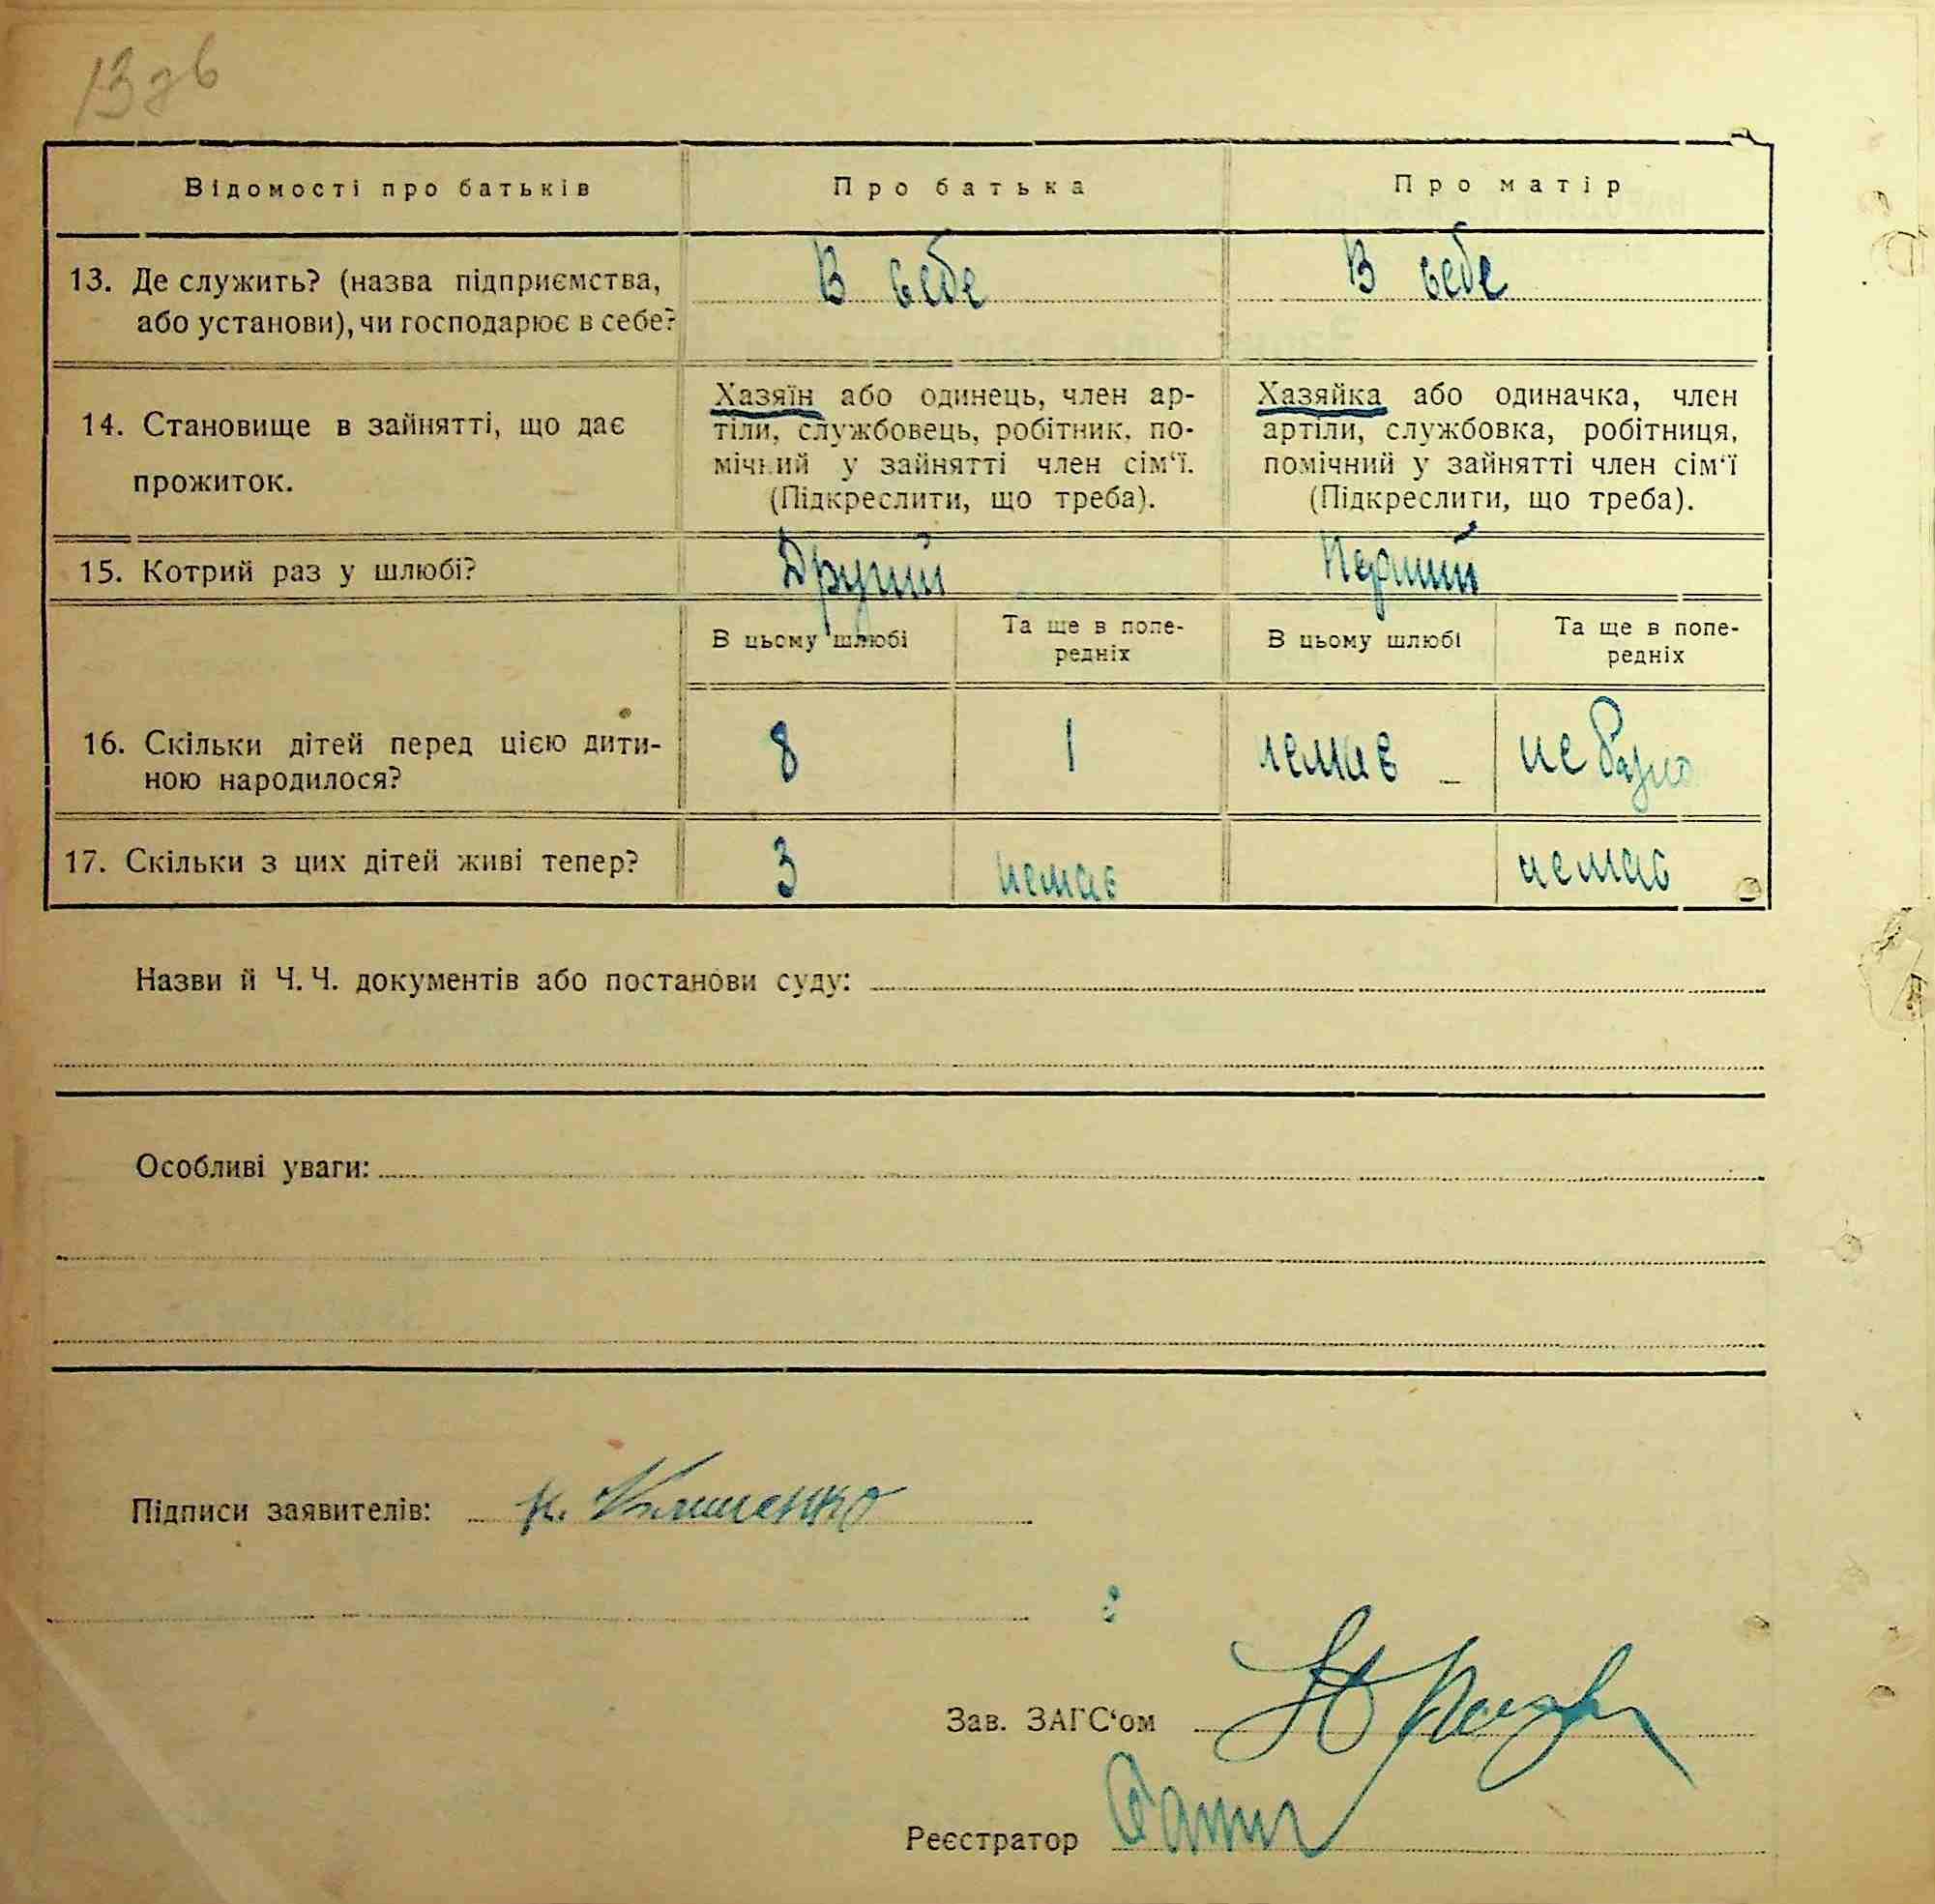 13 зв
Відомості про батьків Про батька Про матір
13. Де служить? (назва підприємства, або установи), чи господарює в себе? В себе В себе
14. Становище в зайнятті, що дає прожиток.
Хазяїн або одинець, член ар-
тіли, службовець, робітник, по-
мічний у зайнятті член сім‘ї.
(Підкреслити, що треба).
Хазяйка або одиначка, член
артіли, службовка, робітниця,
помічний у зайнятті член сім‘ї
(Підкреслити, що треба).
15. Котрий раз у шлюбі? Другий Перший
В цьому шлюбі Та ще в попе-
редніх В цьому шлюбі Та ще в попе-
редніх
16. Скільки дітей перед цією дити-
ною народилося? 8 1 немає – не було
17. Скільки з цих дітей живі тепер? 3 немає немає
Назви й Ч. Ч. документів або постанови суду:
Особливі уваги:
Підписи заявителів: К.
Зав. ЗАГС‘ом
Реєстратор